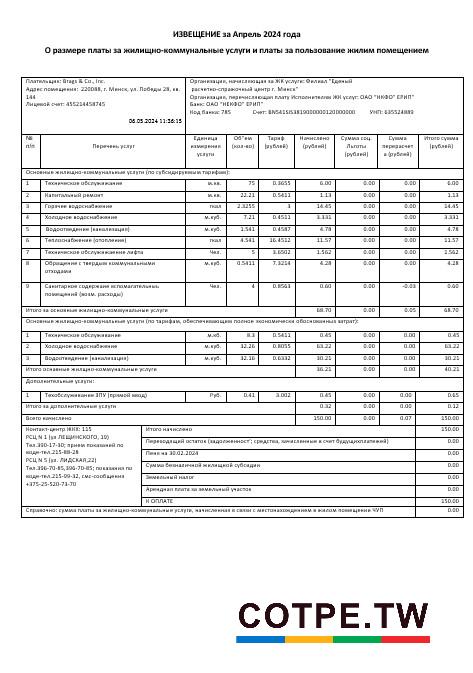 ИЗВЕЩЕНИЕ за Апрель 2024 года
О размере платы за жилищно-коммунальные услуги и платы за пользование жилим помещением
Плательщик: Brags & Co., Inc.
Адрес помещения: 220088, г. Минск, ул. Победы 28, кв. 144
Лицевой счет: 455214458745
06.05.2024 11:36:15
Организация, начисляющая за ЖК услуги: Филиал "Единый расчетно-справочный центр г. Минск"
Организация, перечисляющая плату Исполнителям ЖК услуг: ОАО "НКФО" ЕРИП"
Банк: ОАО "НЕКФО" ЕРИП"
Код банка: 785 УНП: 635524889
№ п/п Перечень услуг Единица измерения услуги Об"ем (кол-во) Тариф (рублей) Начислено (рублей) Сумма соц. Льготы (рублей) Сумма перерасчета (рублей) Итого сумма (рублей)
Основные жилищно-коммунальные услуги (по субсидируемым тарифам):
1 Техническое обслуживание м.кв. 75 0.3655 6.00 0.00 0.00 6.00
2 Капитальный ремонт м.кв. 22.21 0.5411 1.13 0.00 0.00 1.13
3 Горячее водоснабжение гкал 2.3255 3 14.45 0.00 0.00 14.45
4 Холодное водоснабжение м.куб. 7.21 0.4511 3.331 0.00 0.00 3.331
5 Водоотведение (канализация) м.куб. 1.541 0.4587 4.78 0.00 0.00 4.78
6 Теплоснабжение (отопление) гкал 4.541 16.4512 11.57 0.00 0.00 11.57
7 Техническое обслуживание лифта Чел. 5 3.6502 1.562 0.00 0.00 1.562
8 Обращение с твердым коммунальными отходами 0.5411 7.3214 4.28 0.00 0.00 4.28
9 Санитарное содержание вспомагательных помещений (возм. расходы) Чел. 4 0.8563 0.60 0.00 -0.03 0.60
Итого за основные жилищно-коммунальные услуги 68.70 0.05 68.70
Основные жилищно-коммунальные услуги (по тарифам, обеспечивающим полное экономически обоснованных затрат):
1 Техническое обслуживание м.кб. 8.3 0.5411 0.45 0.00 0.00 0.45
2 Холодное водоснабжение м.куб. 32.26 0.8055 63.22 0.00 0.00 63.22
3 Водоотведение (канализация) м.куб. 32.16 0.6332 30.21 0.00 0.00 30.21
Итого основные жилищно-коммунальные услуги 36.21 0.00 40.21
Дополнительные услуги:
1 Техобслуживание ЗПУ (прямой ввод) Руб. 0.41 3.002 0.45 0.00 0.00 0.65
Итого за дополнительные услуги 0.32 0.00 0.12
Всего начислено 150.00 0.00 0.07 150.00
Контакт-центр ЖКХ: 115
РСЦ N 1 (ул ЛЕЩИНСКОГО, 19)
Тел.390-17-30; прием показаний по воде-тел.215-88-28
РСЦ N 5 (ул. ЛИДСКАЯ,22)
Тел.396-70-85,396-70-85; показания по воде-тел.215-99-32, смс-сообщения +375-25-520-73-70
Итого начислено 150.00
Переходящий остаток (задолженност; средства, зачисленные в счет будущихплатежей) 0.00
Пеня на 30.02.2024 0.00
Сумма безналичной жилищной субсидии 0.00
Земельный налог 0.00
Арендная плата за земельный участок 0.00
К ОПЛАТЕ 150.00
Справочно: сумма платы за жилищно-коммунальные услуги, начисленная в связи с местонахождением в жилом помещении ЧУП 0.00
COTPE.TW